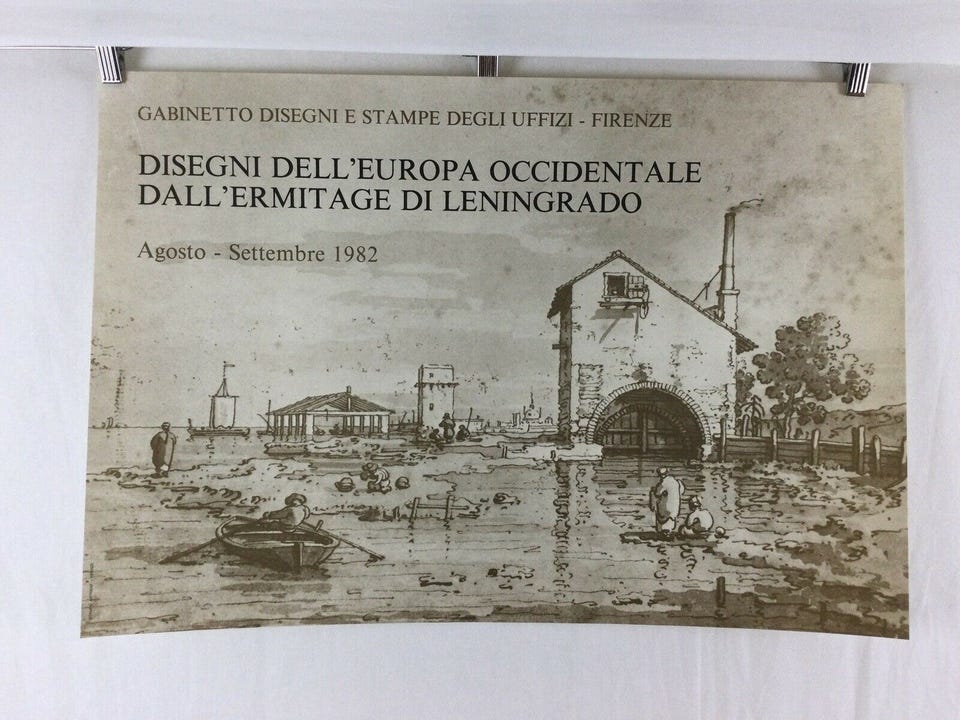 GABINETTO DISEGNI E STAMPE DEGLI UFFIZI - FIRENZE
DISEGNI DELL'EUROPA OCCIDENTALE
DALL'ERMITAGE DI LENINGRADO
Agosto - Settembre 1982